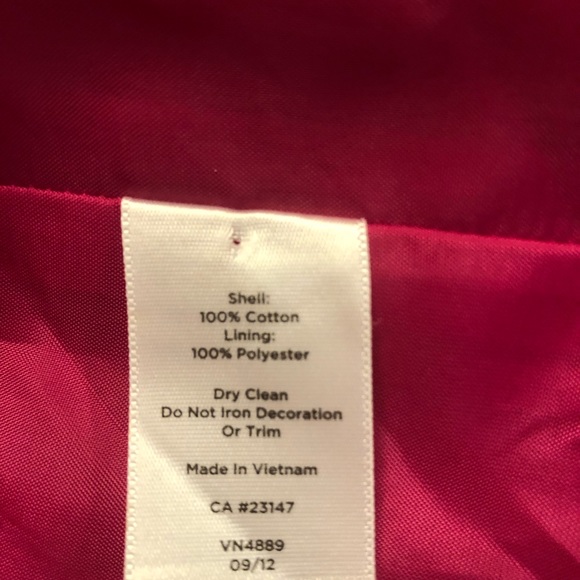 Shell:
100% Cotton
Lining:
100% Polyester
Dry Clean
Do Not Iron Decoration
Or Trim
Made In Vietnam
CA #23147
VN4889
09/12